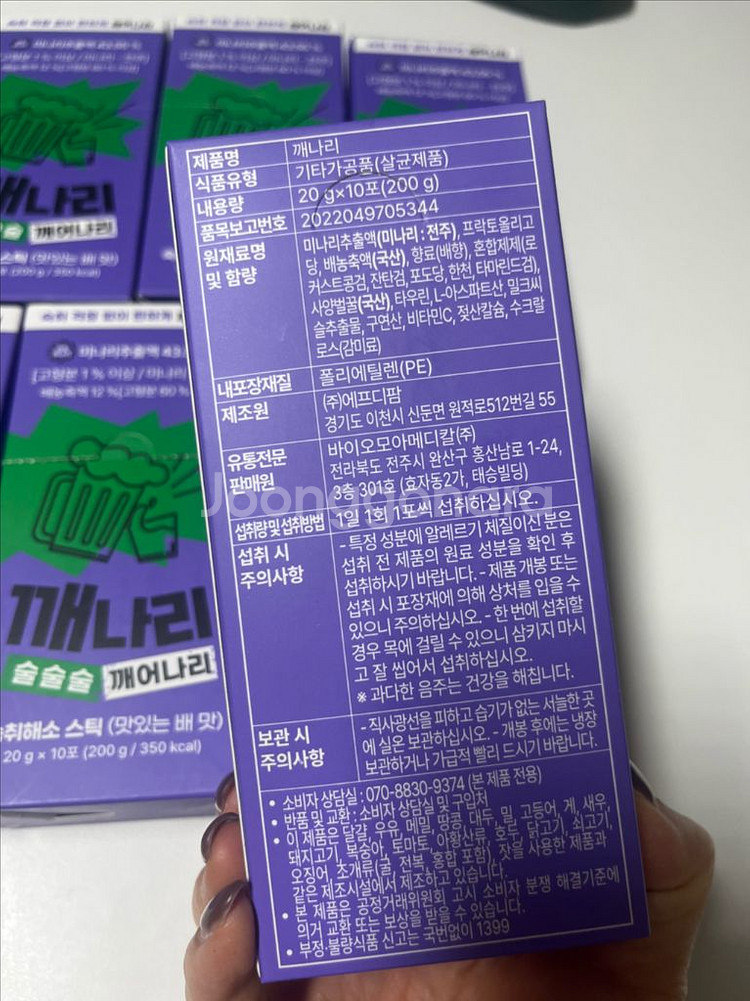 제품명 깨나리
식품유형 기타가공품(살균제품)
내용량 20 g×10포(200 g)
품목보고번호 2022049705344
원재료명 및 함량
미나리추출액(미나리 : 전주), 프락토올리고
당, 배농축액(국산), 향료(배향), 혼합제제(로
커스트콩검, 잔탄검, 포도당, 한천, 타마린드검),
사양벌꿀(국산), 타우린, L-아스파트산, 밀크씨
슬추출물, 구연산, 비타민C, 젖산칼슘, 수크랄
로스(감미료)
내포장재질 폴리에틸렌(PE)
제조원 (주)에프디팜
경기도 이천시 신둔면 원적로512번길 55
유통전문 판매원
바이오모아메디칼(주)
전라북도 전주시 완산구 홍산남로 1-24,
3층 301호 (효자동2가, 태승빌딩)
섭취량 및 섭취방법 1일 1회 1포씩 섭취하십시오.
섭취 시 주의사항
- 특정 성분에 알레르기 체질이신 분은
섭취 전 제품의 원료 성분을 확인 후
섭취하시기 바랍니다. - 제품 개봉 또는
섭취 시 포장재에 의해 상처를 입을 수
있으니 주의하십시오. - 한 번에 섭취할
경우 목에 걸릴 수 있으니 삼키지 마시
고 잘 씹어서 섭취하십시오.
※ 과다한 음주는 건강을 해칩니다.
보관 시 주의사항
- 직사광선을 피하고 습기가 없는 서늘한 곳
에 실온 보관하십시오. - 개봉 후에는 냉장
보관하거나 가급적 빨리 드시기 바랍니다.
• 소비자 상담실 : 070-8830-9374 (본 제품 전용)
• 반품 및 교환 : 소비자 상담실 및 구입처
• 이 제품은 달걀, 우유, 메밀, 땅콩, 대두, 밀, 고등어, 게, 새우,
돼지고기, 복숭아, 토마토, 아황산류, 호두, 닭고기, 쇠고기,
오징어, 조개류(굴, 전복, 홍합 포함), 잣을 사용한 제품과
같은 제조시설에서 제조하고 있습니다.
• 본 제품은 공정거래위원회 고시 소비자 분쟁 해결기준에
의거 교환 또는 보상을 받을 수 있습니다.
• 부정·불량식품 신고는 국번없이 1399
깨나리
술술술 깨어나리
취해소 스틱 (맛있는 배 맛)
20 g × 10포 (200 g / 350 kcal)
깨나리
깨어나리
스틱 (맛있는 배 맛)
(200 g / 350 kcal)
Joonggonara